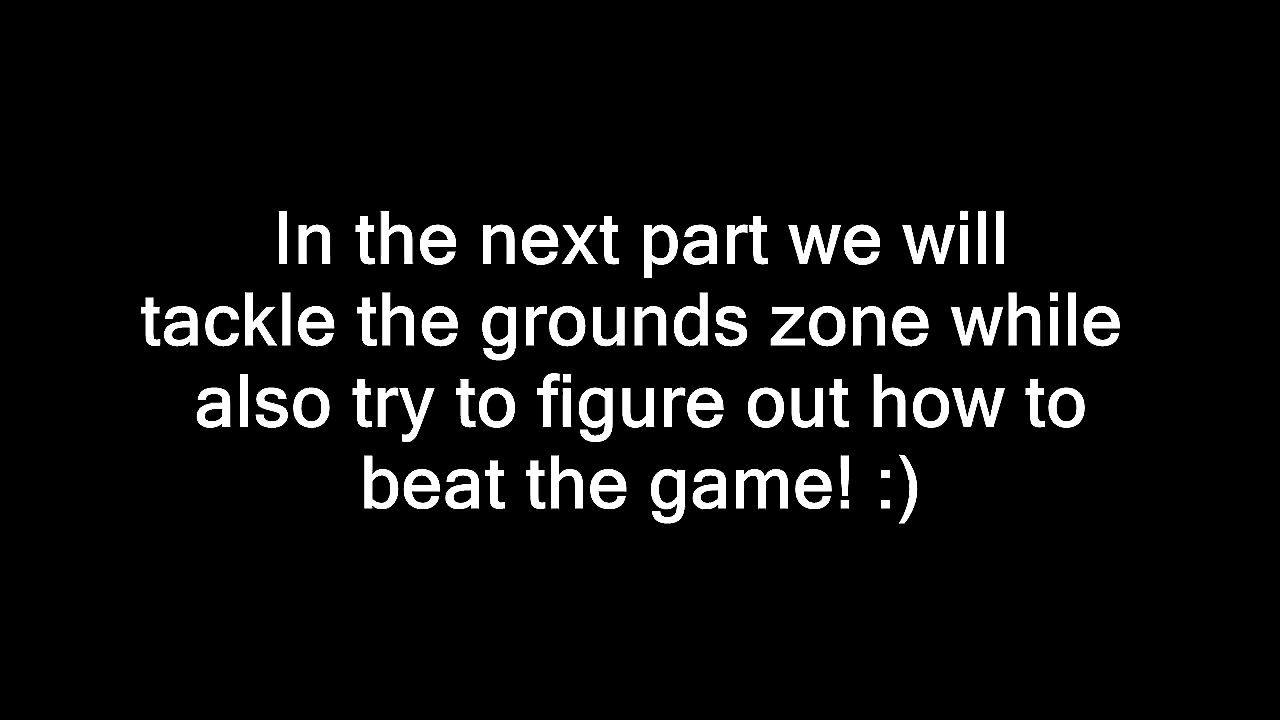 In the next part we will
tackle the grounds zone while
also try to figure out how to
beat the game! :)